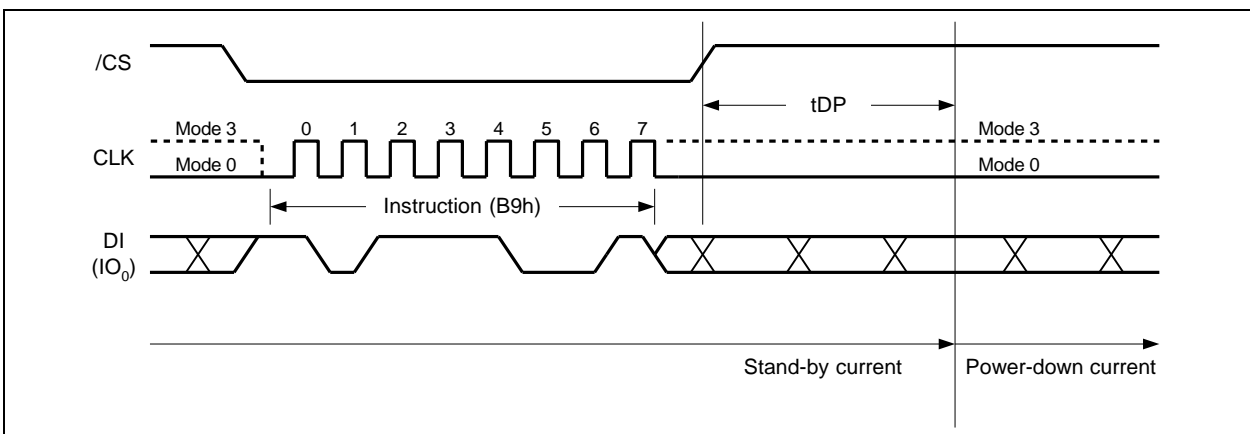 /CS
tDP
Mode 3
0 1 2 3 4 5 6 7
Mode 3
CLK
Mode 0
Mode 0
Instruction (B9h)
DI
(IO0)
Stand-by current
Power-down current